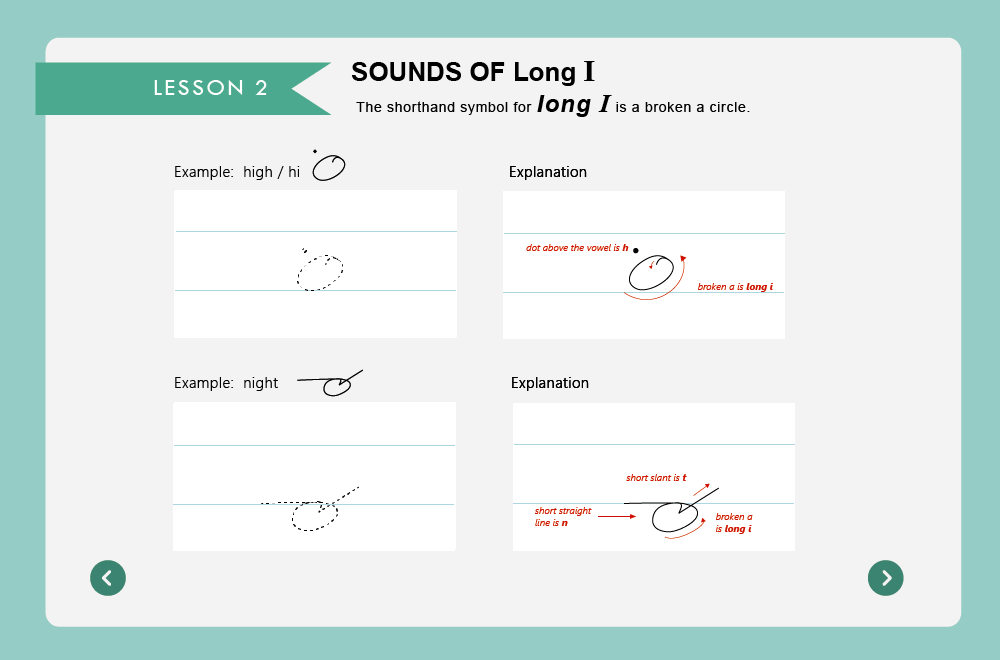 LESSON 2
SOUNDS OF Long I
The shorthand symbol for long I is a broken a circle.
Example: high / hi
Explanation
dot above the vowel is h
broken a is long i
Example: night
Explanation
short slant is t
short straight
line is n
broken a
is long i